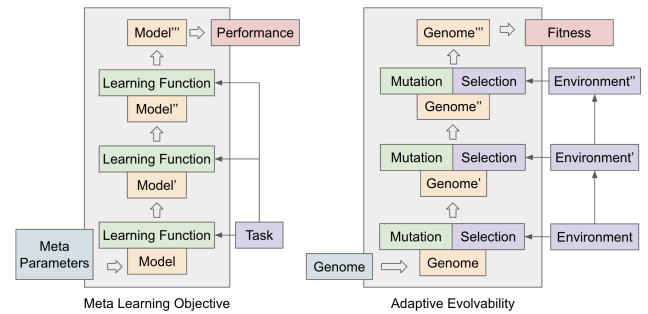 Model'''
Performance
Learning Function
Model''
Learning Function
Model'
Learning Function
Task
Meta
Parameters
Model
Meta Learning Objective
Genome'''
Fitness
Mutation
Selection
Environment''
Genome''
Mutation
Selection
Environment'
Genome'
Mutation
Selection
Environment
Genome
Genome
Adaptive Evolvability